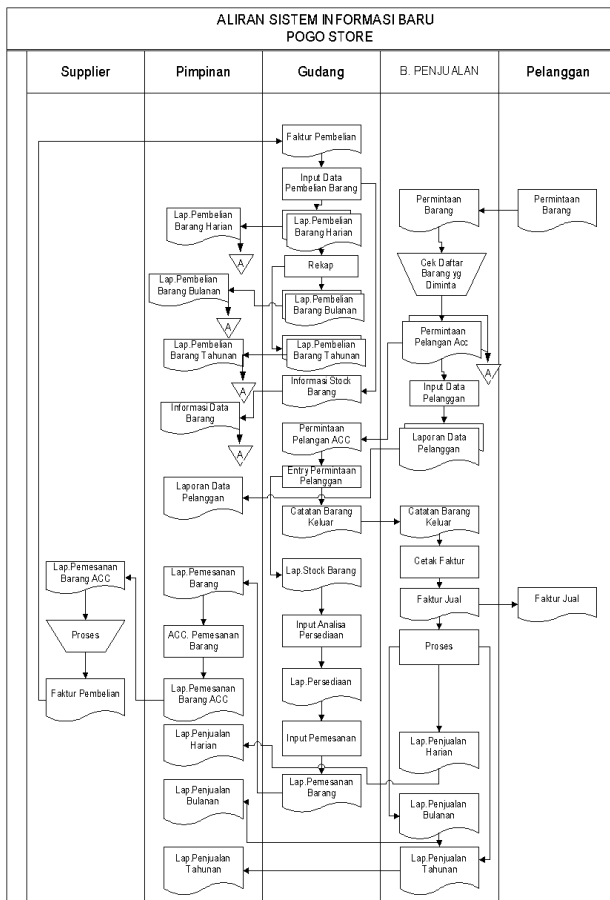 ALIRAN SISTEM INFORMASI BARU
POGO STORE
Supplier
Pimpinan
Gudang
B. PENJUALAN
Pelanggan
Faktur Pembelian
Input Data
Pembelian Barang
Lap.Pembelian
Barang Harian
A
Lap.Pembelian
Barang Harian
Permintaan
Barang
Permintaan
Barang
Rekap
Cek Daftar
Barang yg
Diminta
Lap.Pembelian
Barang Bulanan
A
Lap.Pembelian
Barang Bulanan
Permintaan
Pelangan Acc
A
Lap.Pembelian
Barang Tahunan
A
Lap.Pembelian
Barang Tahunan
Informasi Stock
Barang
Input Data
Pelanggan
Informasi Data
Barang
A
Permintaan
Pelangan ACC
Laporan Data
Pelanggan
Entry Permintaan
Pelanggan
Laporan Data
Pelanggan
Catatan Barang
Keluar
Catatan Barang
Keluar
Cetak Faktur
Lap.Pemesanan
Barang ACC
Lap.Pemesanan
Barang
Lap.Stock Barang
Faktur Jual
Faktur Jual
Proses
ACC. Pemesanan
Barang
Input Analisa
Persediaan
Proses
Faktur Pembelian
Lap.Pemesanan
Barang ACC
Lap.Persediaan
Lap.Penjualan
Harian
Input Pemesanan
Lap.Penjualan
Harian
Lap.Pemesanan
Barang
Lap.Penjualan
Bulanan
Lap.Penjualan
Bulanan
Lap.Penjualan
Tahunan
Lap.Penjualan
Tahunan